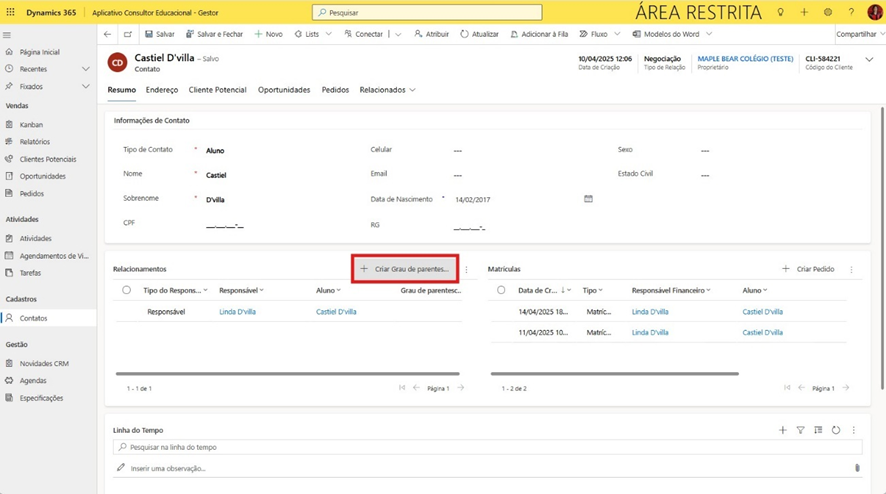 Dynamics 365 Aplicativo Consultor Educacional - Gestor Pesquisar ÁREA RESTRITA
Salvar Salvar e Fechar Novo Lists Conectar Atribuir Atualizar Adicionar à Fila Fluxo Modelos do Word Compartilhar
Página Inicial
Recentes
Fixados
Vendas
Kanban
Relatórios
Clientes Potenciais
Oportunidades
Pedidos
Atividades
Atividades
Agendamentos de Vi...
Tarefas
Cadastros
Contatos
Gestão
Novidades CRM
Agendas
Especificações
CD
Castiel D'villa – Salvo
Contato
10/04/2025 12:06 Negociação MAPLE BEAR COLÉGIO (TESTE) CLI-584221
Data de Criação Tipo de Relação Proprietário Código do Cliente
Resumo Endereço Cliente Potencial Oportunidades Pedidos Relacionados
Informações de Contato
Tipo de Contato * Aluno Celular --- Sexo ---
Nome * Castiel Email --- Estado Civil ---
Sobrenome * D'villa Data de Nascimento * 14/02/2017
CPF __.__.__-_ RG __.__.__-_
Relacionamentos + Criar Grau de parentes...
Tipo do Respons... Responsável Aluno Grau de parentesc..
Responsável Linda D'villa Castiel D'villa
1 - 1 de 1 Página 1
Matrículas + Criar Pedido
Data de Cr... Tipo Responsável Financeiro Aluno
14/04/2025 18... Matríc... Linda D'villa Castiel D'villa
11/04/2025 10... Matríc... Linda D'villa Castiel D'villa
1 - 2 de 2 Página 1
Linha do Tempo
Pesquisar na linha do tempo
Inserir uma observação...